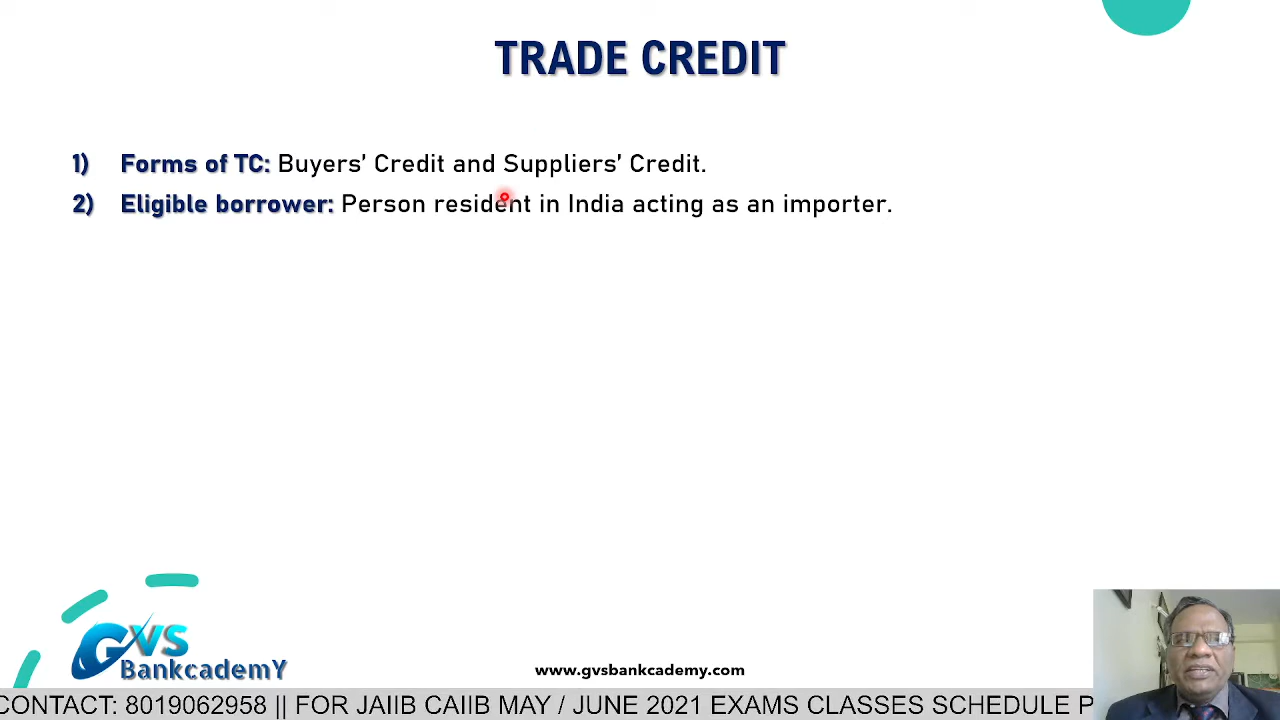 TRADE CREDIT
1) Forms of TC: Buyers' Credit and Suppliers' Credit.
2) Eligible borrower: Person resident in India acting as an importer.
GVS
BankcademY
www.gvsbankcademy.com
CONTACT: 8019062958 || FOR JAIIB CAIIB MAY / JUNE 2021 EXAMS CLASSES SCHEDULE P